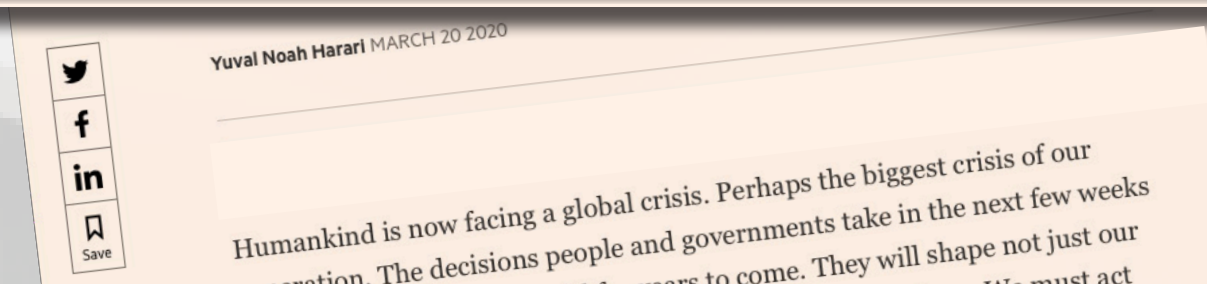 Yuval Noah Harari MARCH 20 2020
Save
Humankind is now facing a global crisis. Perhaps the biggest crisis of our
The decisions people and governments take in the next few weeks
to come. They will shape not just our
must act